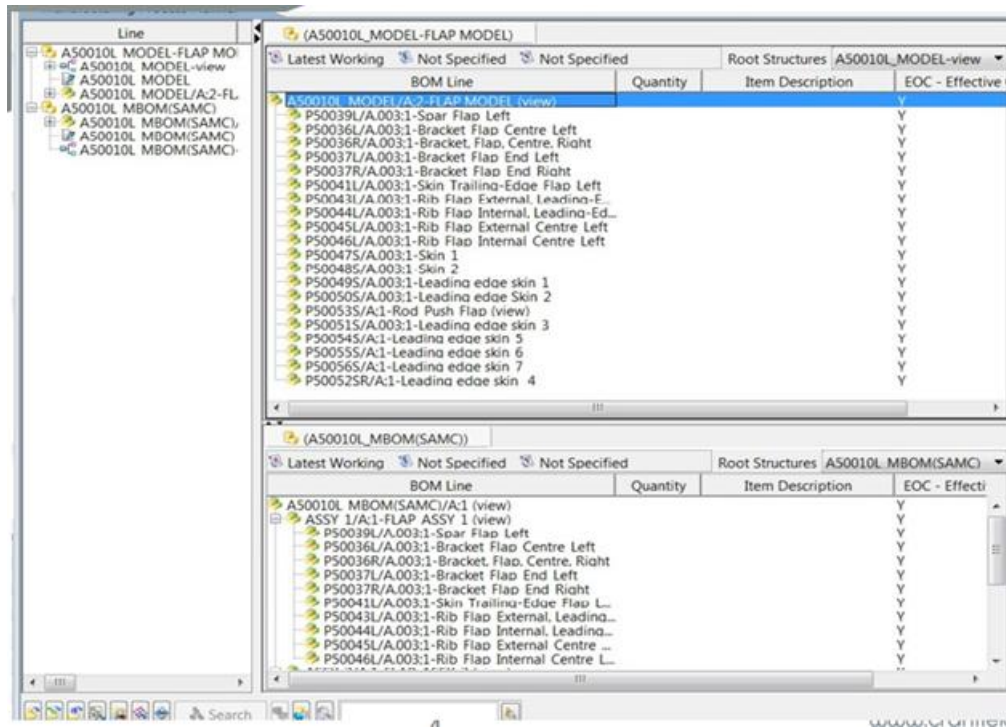 Line
A50010L MODEL-FLAP MO
A50010L MODEL-view
A50010L MODEL
A50010L MODEL/A;2-FL
A50010L MBOM(SAMC)
A50010L MBOM(SAMC)/
A50010L MBOM(SAMC)
A50010L MBOM(SAMC)-
(A50010L_MODEL-FLAP MODEL)
Latest Working Not Specified Not Specified Root Structures A50010L_MODEL-view
BOM Line Quantity Item Description EOC - Effective
A50010L MODEL/A;2-FLAP MODEL (view) Y
P50039L/A.003;1-Spar Flap Left Y
P50036L/A.003;1-Bracket Flap Centre Left Y
P50036R/A.003;1-Bracket, Flap, Centre, Right Y
P50037L/A.003;1-Bracket Flap End Left Y
P50037R/A.003;1-Bracket Flap End Right Y
P50041L/A.003;1-Skin Trailing-Edge Flap Left Y
P50043L/A.003;1-Rib Flap External, Leading-E... Y
P50044L/A.003;1-Rib Flap Internal, Leading-Ed... Y
P50045L/A.003;1-Rib Flap External Centre Left Y
P50046L/A.003;1-Rib Flap Internal Centre Left Y
P50047S/A.003;1-Skin 1 Y
P50048S/A.003;1-Skin 2 Y
P50049S/A.003;1-Leading edge skin 1 Y
P50050S/A.003;1-Leading edge Skin 2 Y
P50053S/A;1-Rod Push Flap (view) Y
P50051S/A.003;1-Leading edge skin 3 Y
P50054S/A;1-Leading edge skin 5 Y
P50055S/A;1-Leading edge skin 6 Y
P50056S/A;1-Leading edge skin 7 Y
P50052SR/A;1-Leading edge skin 4 Y
(A50010L_MBOM(SAMC))
Latest Working Not Specified Not Specified Root Structures A50010L MBOM(SAMC)
BOM Line Quantity Item Description EOC - Effecti
A50010L MBOM(SAMC)/A;1 (view) Y
ASSY 1/A;1-FLAP ASSY 1 (view) Y
P50039L/A.003;1-Spar Flap Left Y
P50036L/A.003;1-Bracket Flap Centre Left Y
P50036R/A.003;1-Bracket, Flap, Centre, Right Y
P50037L/A.003;1-Bracket Flap End Left Y
P50037R/A.003;1-Bracket Flap End Right Y
P50041L/A.003;1-Skin Trailing-Edge Flap L... Y
P50043L/A.003;1-Rib Flap External, Leading... Y
P50044L/A.003;1-Rib Flap Internal, Leading... Y
P50045L/A.003;1-Rib Flap External Centre ... Y
P50046L/A.003;1-Rib Flap Internal Centre L... Y
Search